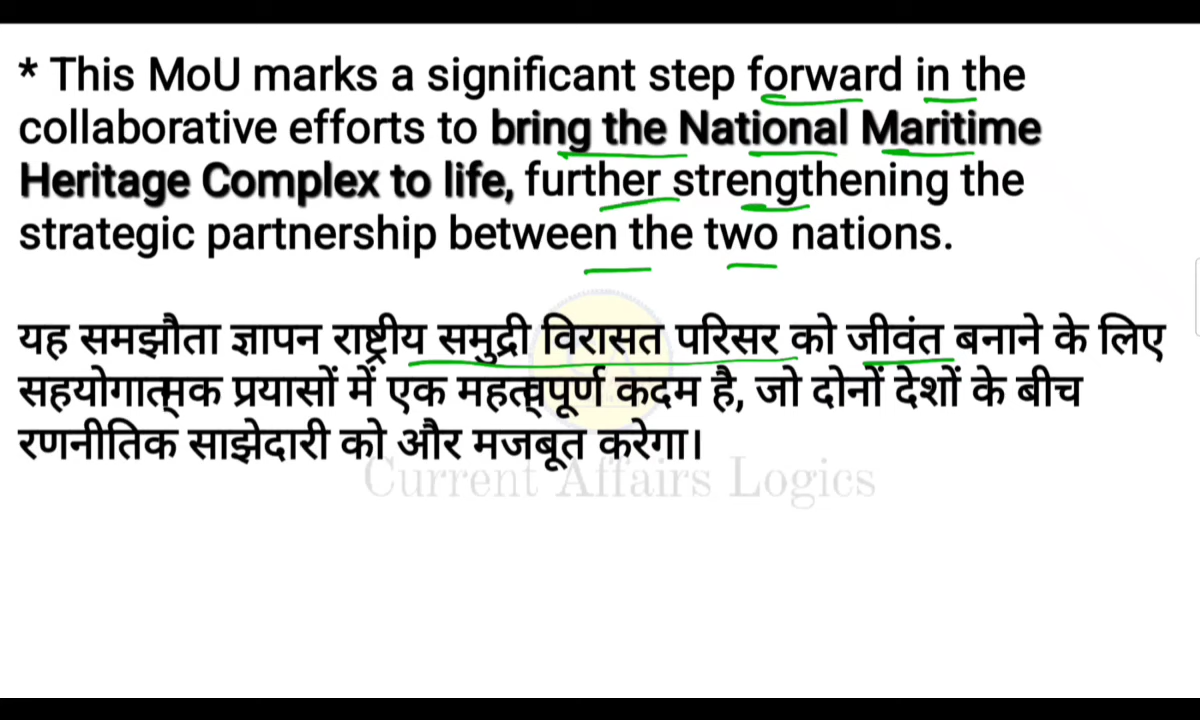 * This MoU marks a significant step forward in the
collaborative efforts to bring the National Maritime
Heritage Complex to life, further strengthening the
strategic partnership between the two nations.
यह समझौता ज्ञापन राष्ट्रीय समुद्री विरासत परिसर को जीवंत बनाने के लिए
सहयोगात्मक प्रयासों में एक महत्वपूर्ण कदम है, जो दोनों देशों के बीच
रणनीतिक साझेदारी को और मजबूत करेगा।
Current Affairs Logics